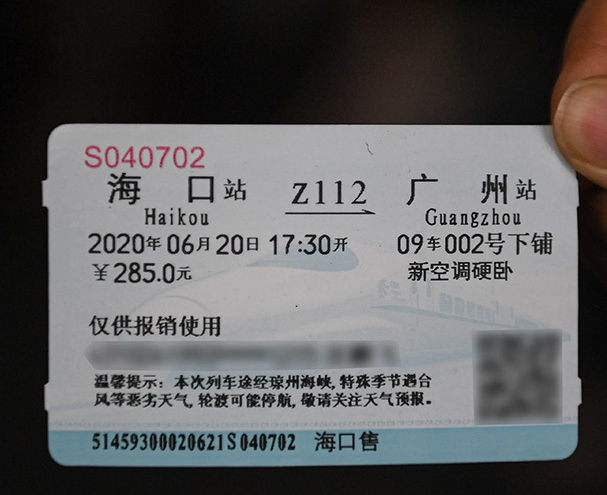 S040702
海口站 Z112 广州站
Haikou Guangzhou
2020年06月20日 17:30开 09车002号下铺
￥285.0元 新空调硬卧
仅供报销使用
温馨提示：本次列车途经琼州海峡，特殊季节遇台
风等恶劣天气，轮渡可能停航，敬请关注天气预报。
51459300020621S040702 海口售